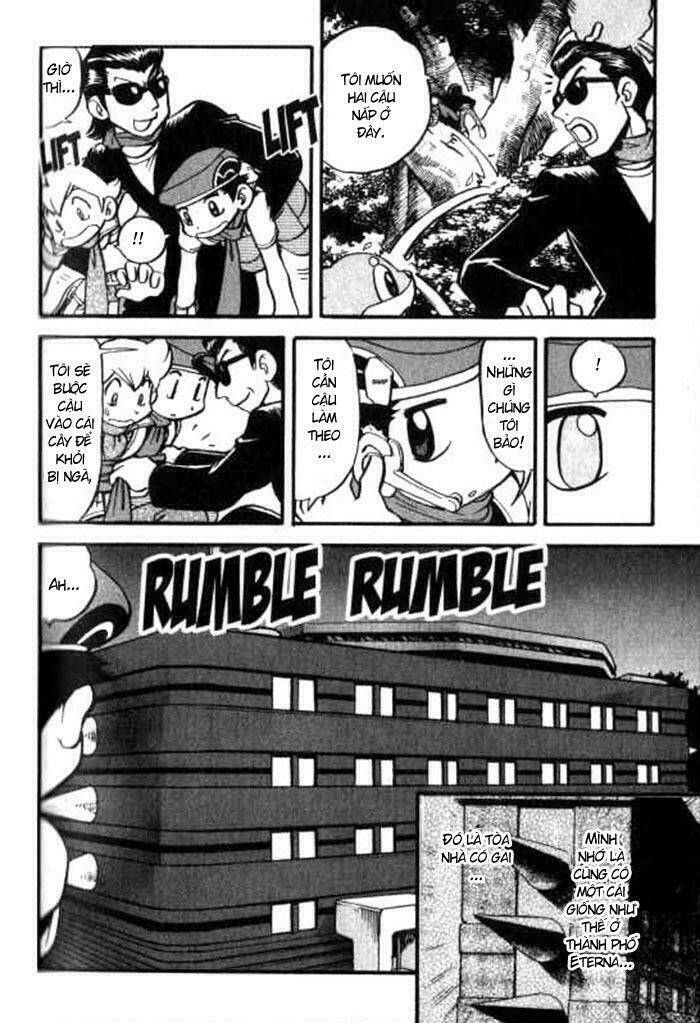 TÔI MUỐN
HAI CẬU
NẤP Ở
ĐÂY.
GIỜ
THÌ...
LIFT
LIFT
!!
!
...
NHỮNG
GÌ
CHÚNG
TÔI
BẢO!
TÔI
CẦN
CẬU
LÀM
THEO
...
TÔI SẼ
BUỘC
CẬU
VÀO CÁI
CÂY ĐỂ
KHỎI
BỊ NGÃ,
AH...
RUMBLE RUMBLE
MÌNH
NHỚ LÀ
CŨNG CÓ
MỘT CÁI
GIỐNG NHƯ
THẾ Ở
THÀNH PHỐ
ETERNA...
ĐÓ LÀ TÒA
NHÀ CÓ GAI
...